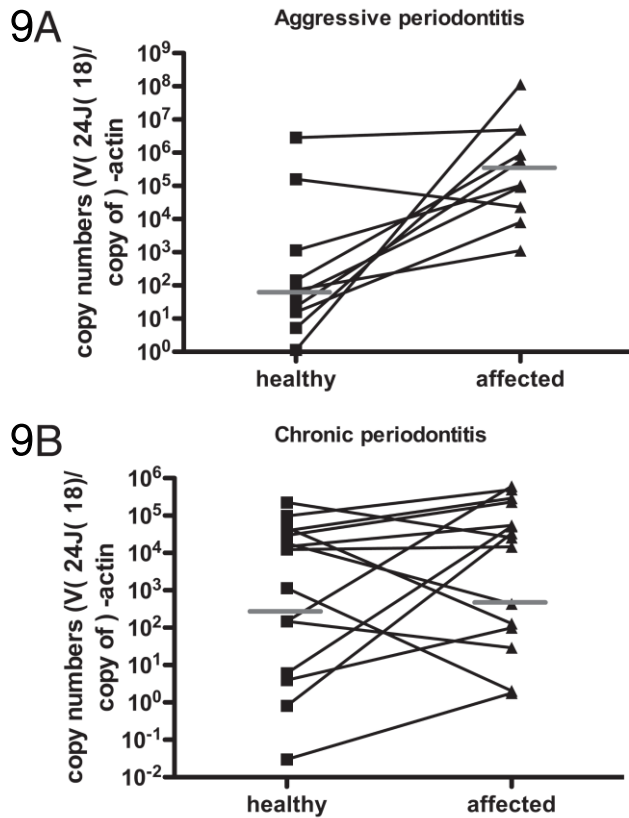 9A
Aggressive periodontitis
copy numbers (V( 24J( 18)/
copy of ) -actin
10⁹
10⁸
10⁷
10⁶
10⁵
10⁴
10³
10²
10¹
10⁰
healthy affected
9B
Chronic periodontitis
copy numbers (V( 24J( 18)/
copy of ) -actin
10⁶
10⁵
10⁴
10³
10²
10¹
10⁰
10⁻¹
10⁻²
healthy affected